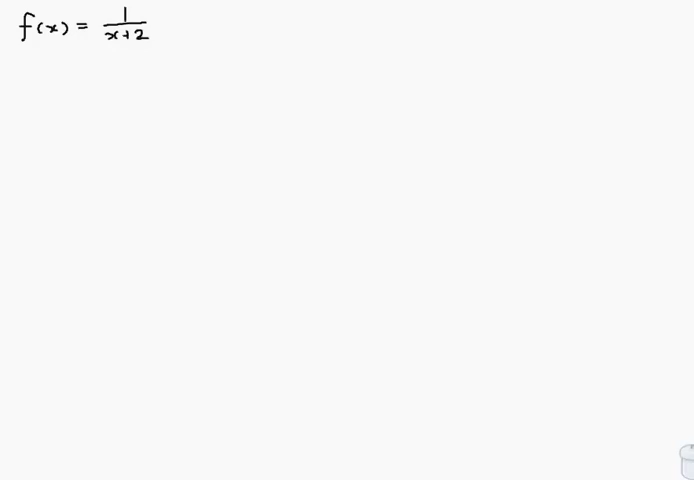 f(x) = 1/(x+2)